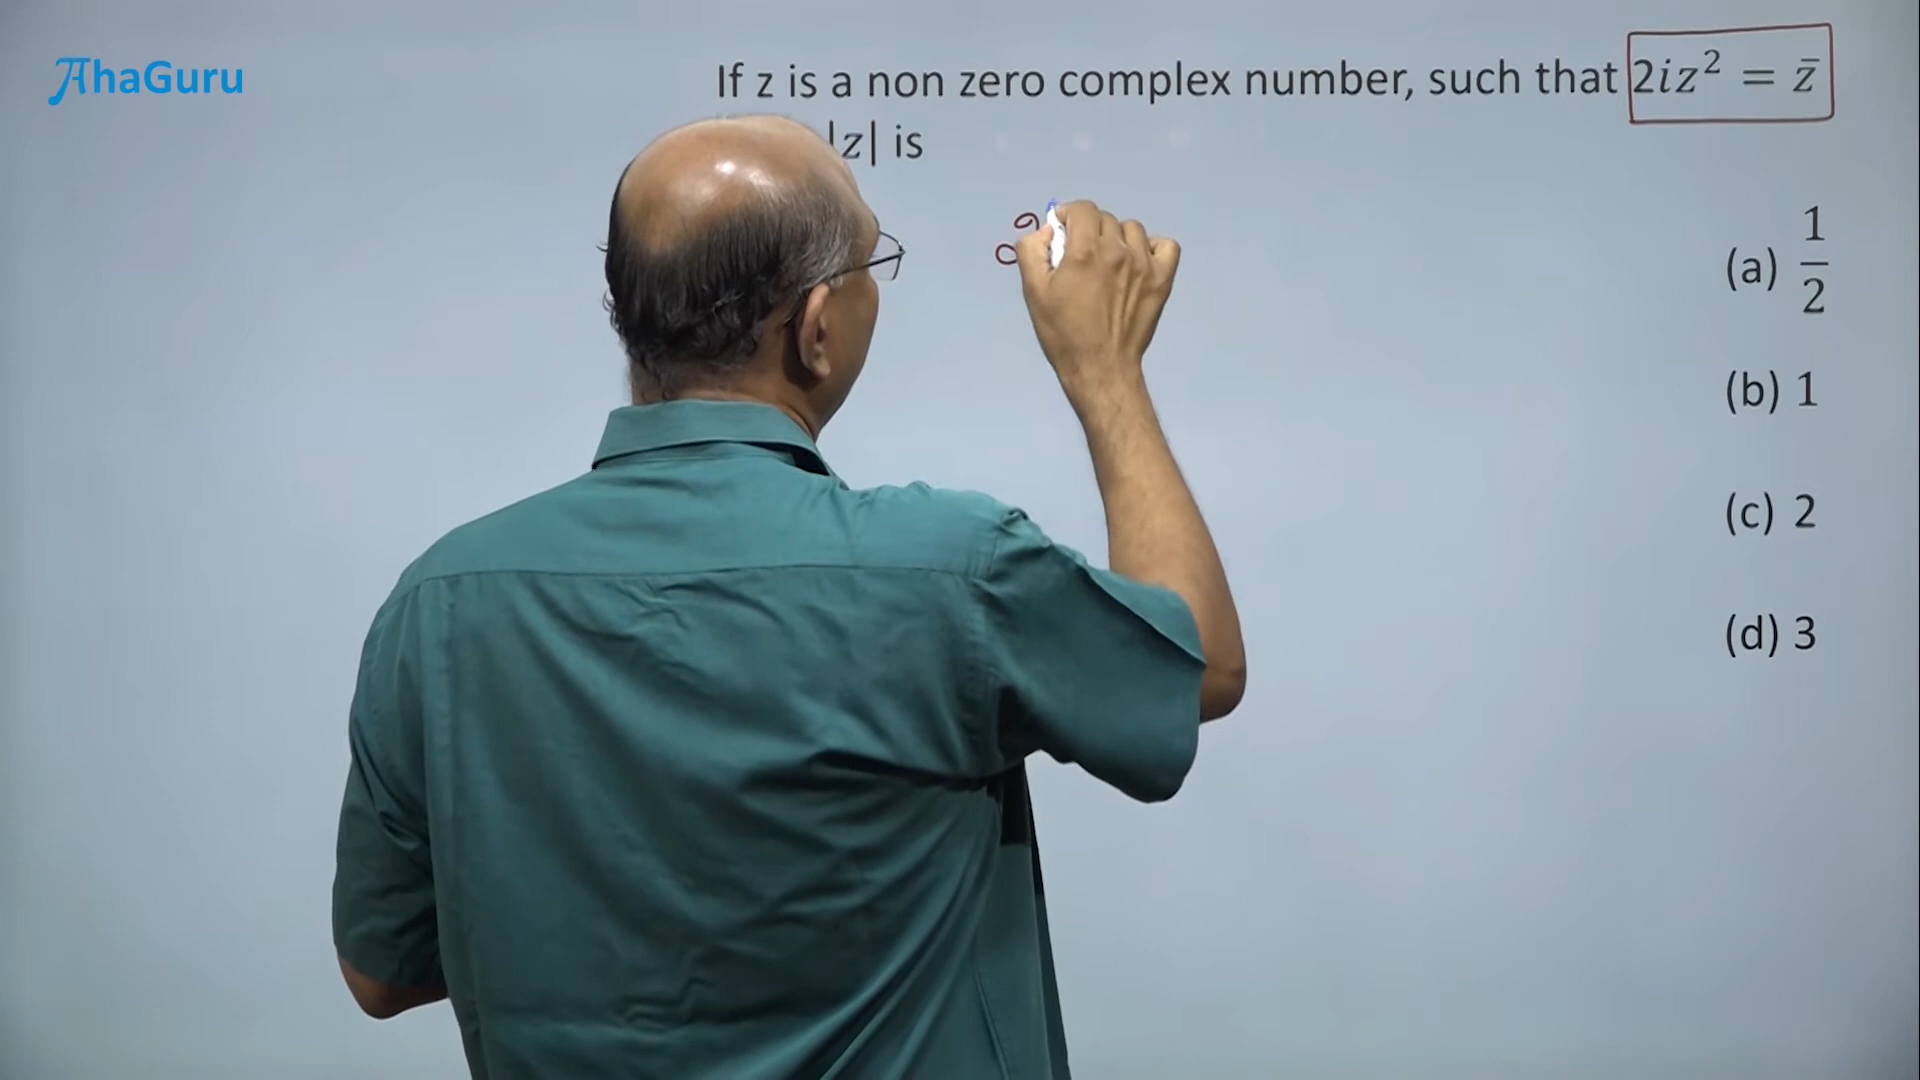 AhaGuru
If z is a non zero complex number, such that 2iz² = z̄
|z| is
(a) 1/2
(b) 1
(c) 2
(d) 3